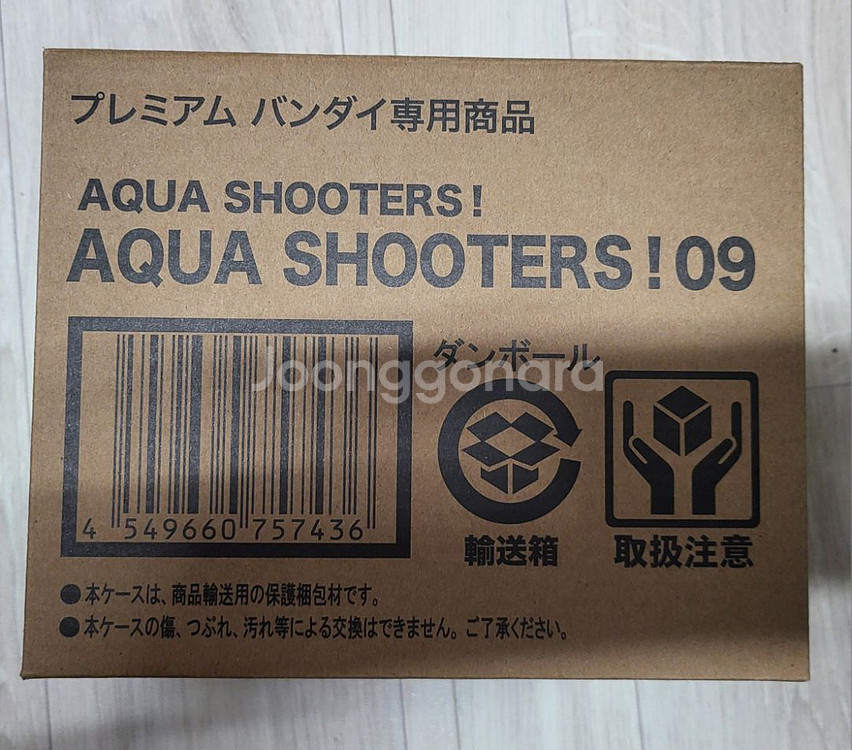 プレミアム バンダイ専用商品
AQUA SHOOTERS!
AQUA SHOOTERS!09
ダンボール
Joonggonara
4 549660 757436
輸送箱 取扱注意
●本ケースは、商品輸送用の保護梱包材です。
●本ケースの傷、つぶれ、汚れ等による交換はできません。ご了承ください。